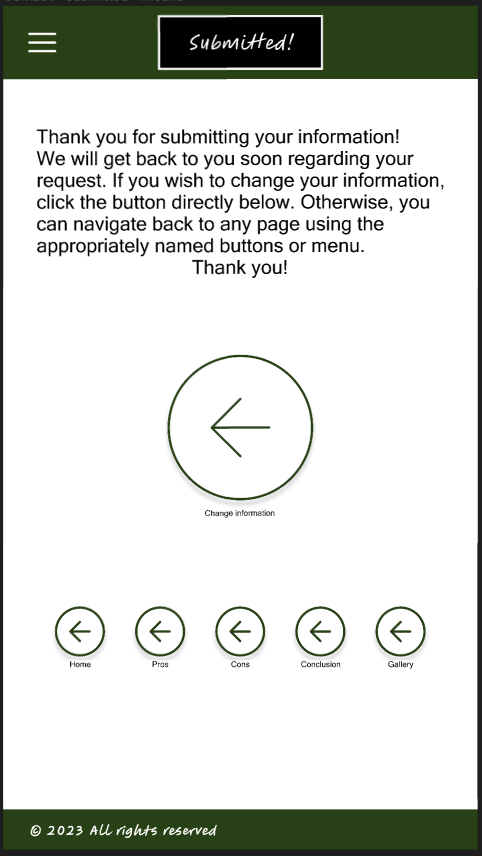 Submitted!
Thank you for submitting your information!
We will get back to you soon regarding your
request. If you wish to change your information,
click the button directly below. Otherwise, you
can navigate back to any page using the
appropriately named buttons or menu.
Thank you!
Change information
Home Pros Cons Conclusion Gallery
© 2023 All rights reserved